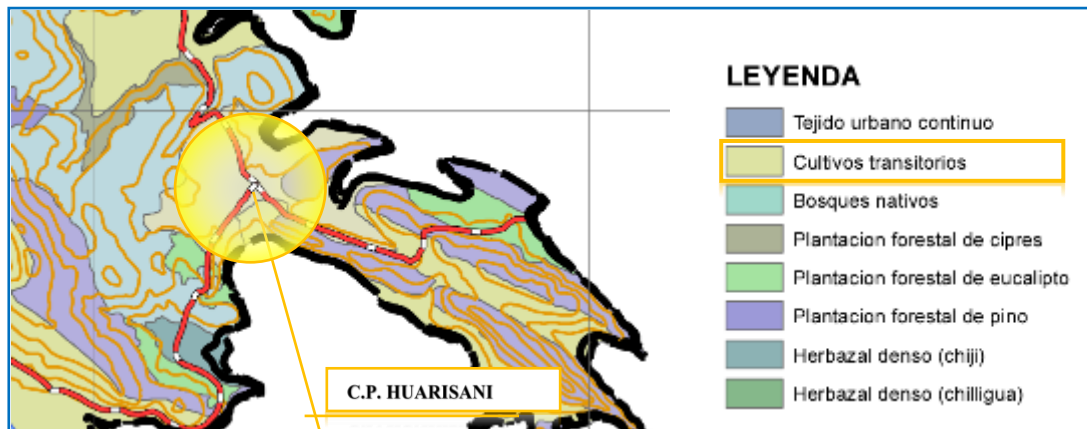 LEYENDA
Tejido urbano continuo
Cultivos transitorios
Bosques nativos
Plantacion forestal de cipres
Plantacion forestal de eucalipto
Plantacion forestal de pino
Herbazal denso (chiji)
Herbazal denso (chilligua)
C.P. HUARISANI